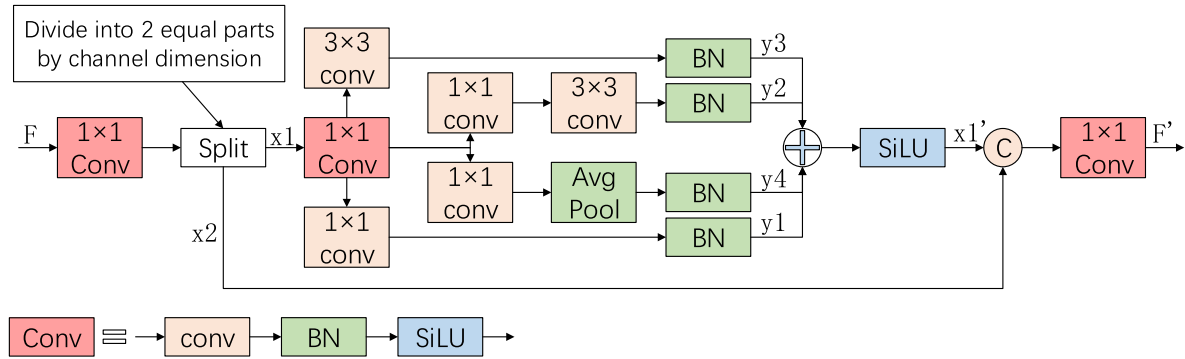 Divide into 2 equal parts
by channel dimension
F
1×1
Conv
Split
x1
x2
1×1
Conv
3×3
conv
1×1
conv
1×1
conv
3×3
conv
1×1
conv
Avg
Pool
BN
y3
BN
y2
BN
y4
BN
y1
SiLU
x1’
C
1×1
Conv
F’
Conv
conv
BN
SiLU